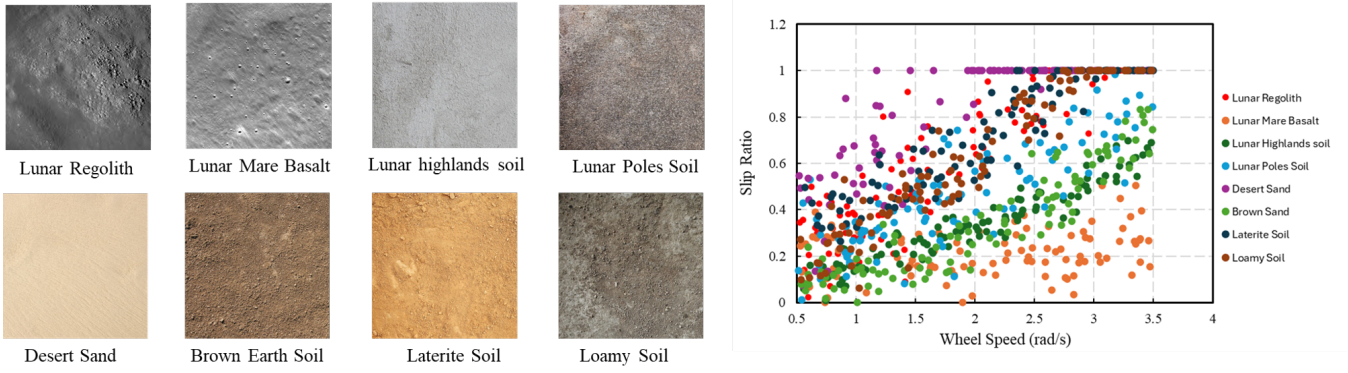 Lunar Regolith
Lunar Mare Basalt
Lunar highlands soil
Lunar Poles Soil
Desert Sand
Brown Earth Soil
Laterite Soil
Loamy Soil
1.2
1
0.8
0.6
0.4
0.2
0
Slip Ratio
0.5 1 1.5 2 2.5 3 3.5 4
Wheel Speed (rad/s)
Lunar Regolith
Lunar Mare Basalt
Lunar Highlands soil
Lunar Poles Soil
Desert Sand
Brown Sand
Laterite Soil
Loamy Soil